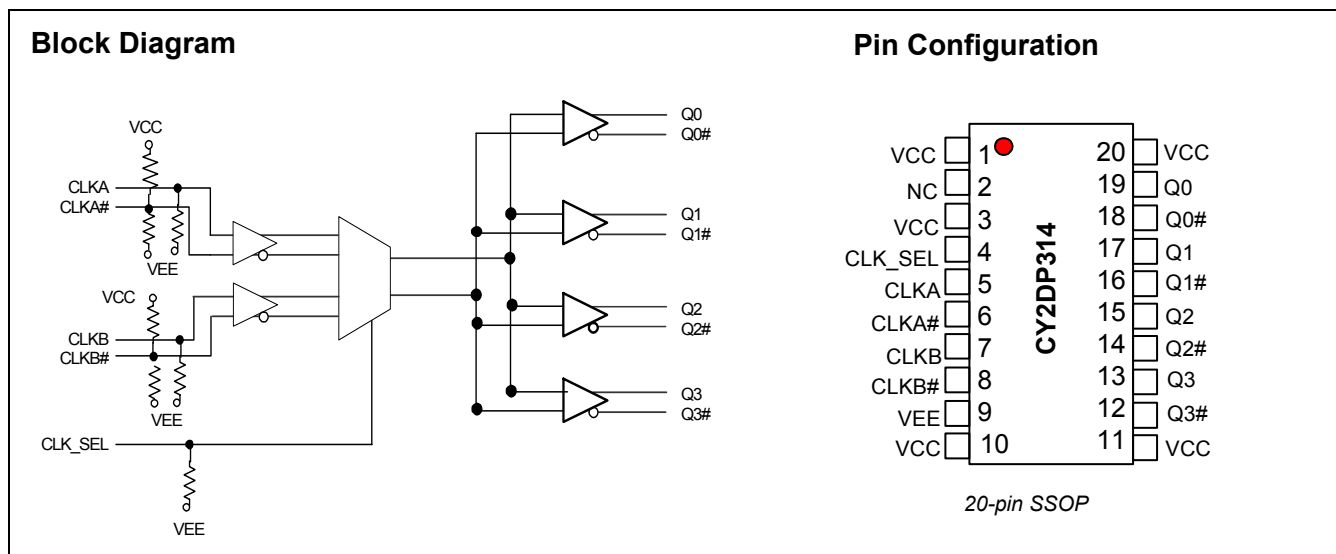 Block Diagram
VCC
CLKA
CLKA#
VEE
VCC
CLKB
CLKB#
VEE
CLK_SEL
VEE
Q0
Q0#
Q1
Q1#
Q2
Q2#
Q3
Q3#
Pin Configuration
VCC 1 20 VCC
NC 2 19 Q0
VCC 3 18 Q0#
CLK_SEL 4 17 Q1
CLKA 5 16 Q1#
CLKA# 6 15 Q2
CLKB 7 14 Q2#
CLKB# 8 13 Q3
VEE 9 12 Q3#
VCC 10 11 VCC
CY2DP314
20-pin SSOP